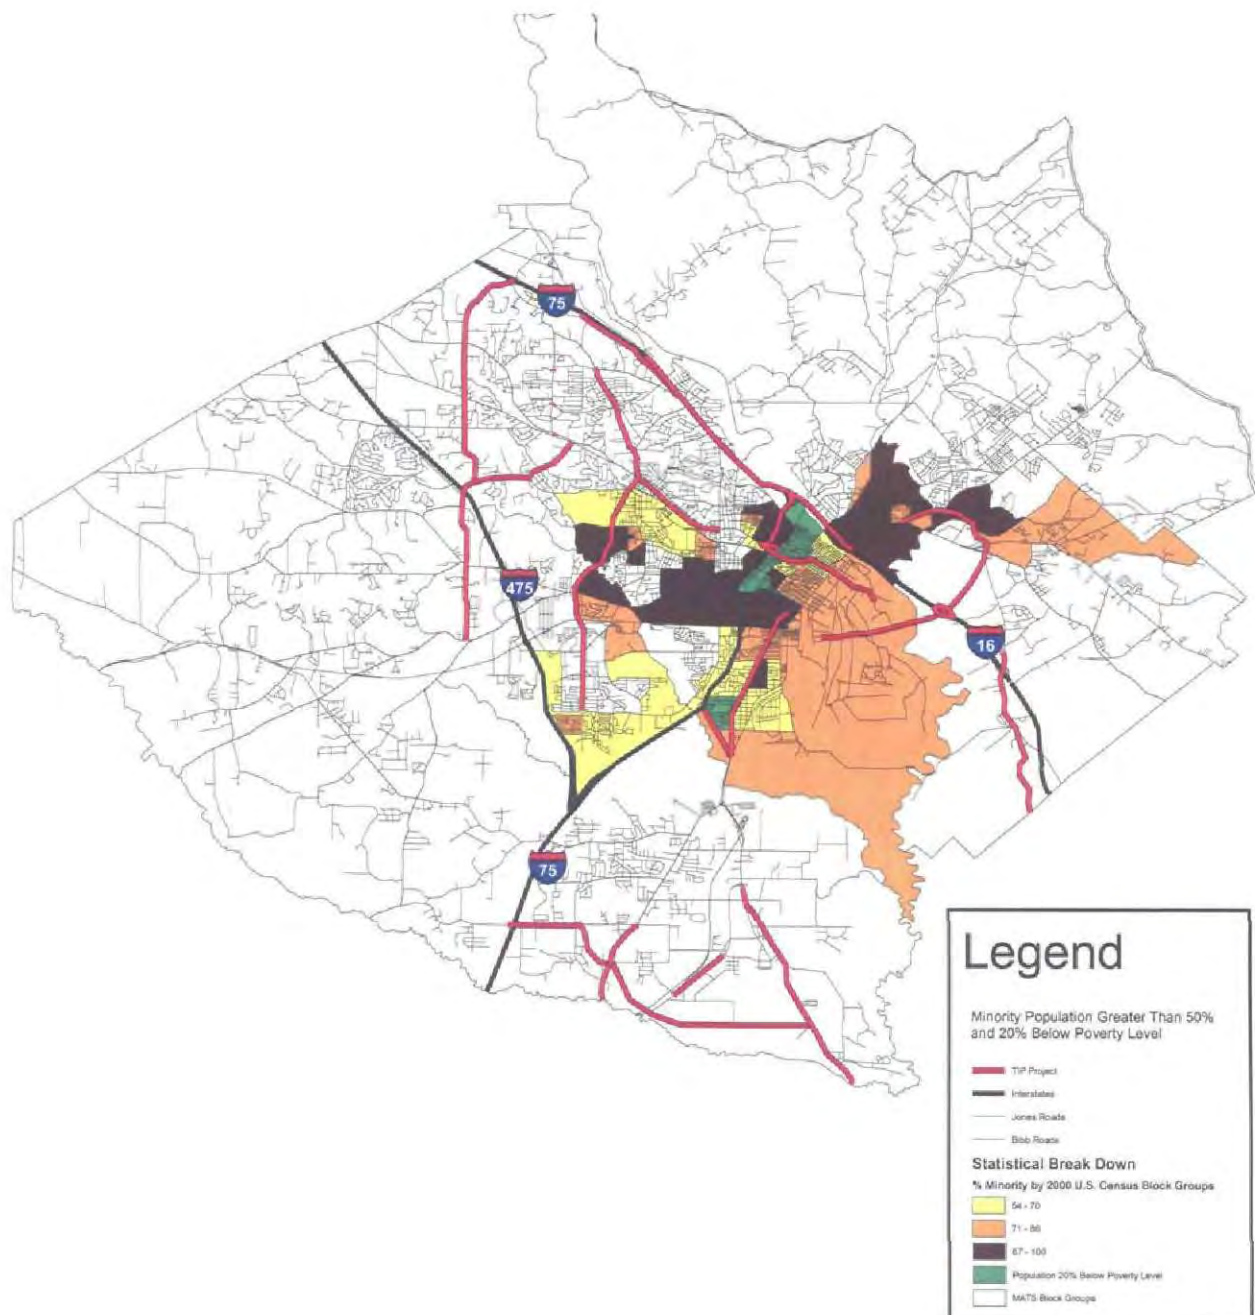 75
475
16
75
Legend
Minority Population Greater Than 50%
and 20% Below Poverty Level
TIP Project
Interstates
Jones Roads
Bibb Roads
Statistical Break Down
% Minority by 2000 U.S. Census Block Groups
54 - 70
71 - 86
87 - 100
Population 20% Below Poverty Level
MATS Block Groups